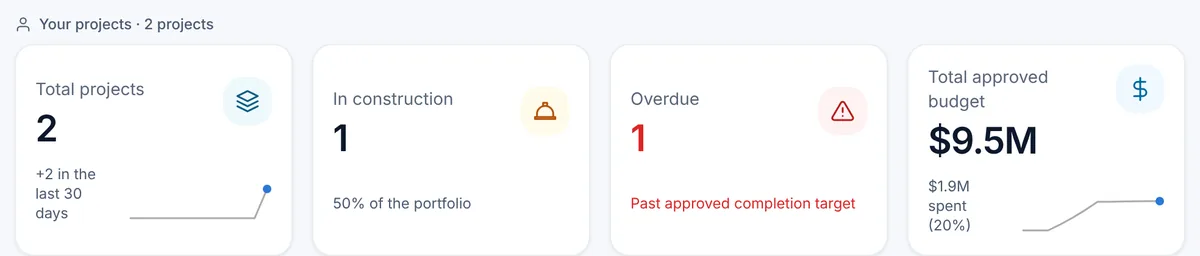 Your projects · 2 projects
Total projects
2
+2 in the
last 30
days
In construction
1
50% of the portfolio
Overdue
1
Past approved completion target
Total approved
budget
$9.5M
$1.9M
spent
(20%)